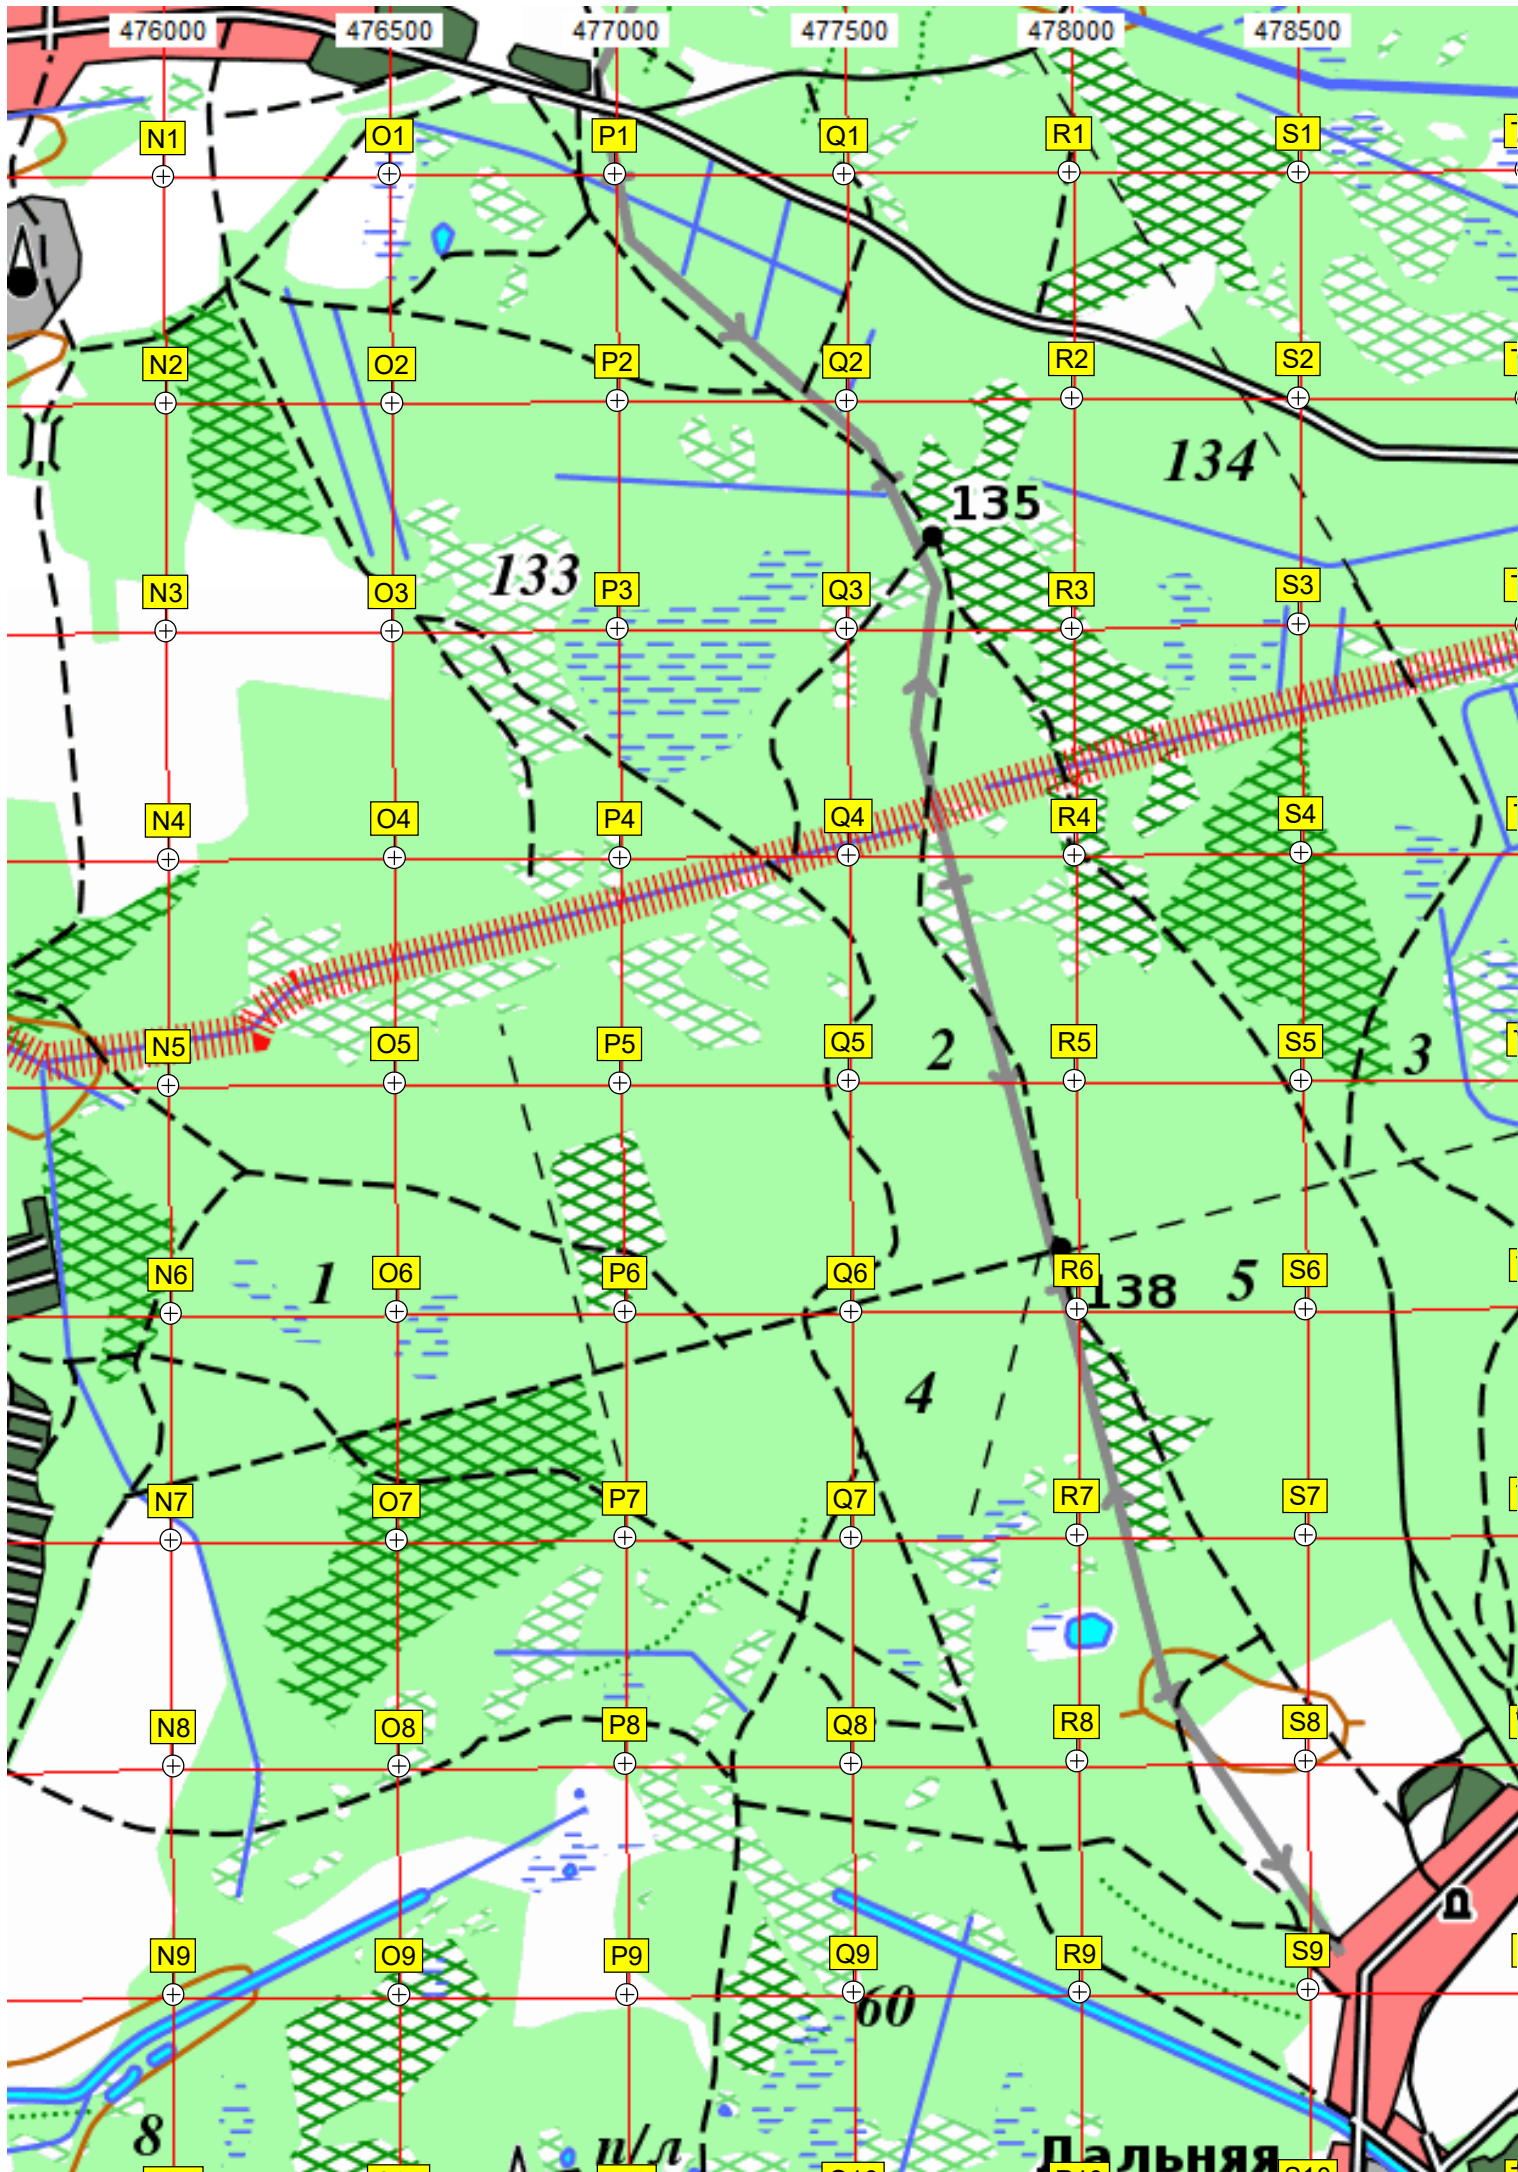 476000 476500 477000 477500 478000 478500
N1 O1 P1 Q1 R1 S1
N2 O2 P2 Q2 R2 S2
134
135
133
N3 O3 P3 Q3 R3 S3
N4 O4 P4 Q4 R4 S4
N5 O5 P5 Q5 2 R5 S5 3
N6 1 O6 P6 Q6 R6 5 S6
138
4
N7 O7 P7 Q7 R7 S7
N8 O8 P8 Q8 R8 S8
П
N9 O9 P9 Q9 R9 S9
60
8 п/л Дальняя